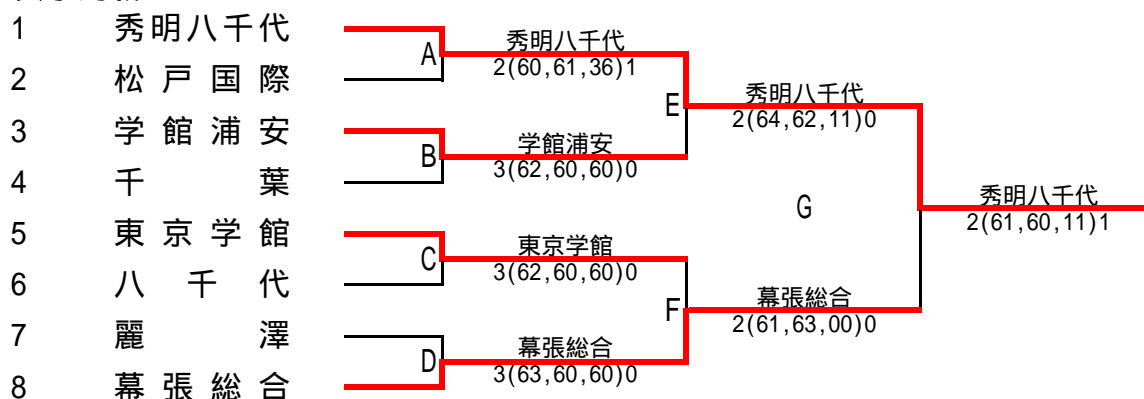 1 秀明八千代
2 松戸国際
3 学館浦安
4 千葉
5 東京学館
6 八千代
7 麗澤
8 幕張総合
A
B
C
D
秀明八千代
2(60,61,36)1
学館浦安
3(62,60,60)0
東京学館
3(62,60,60)0
幕張総合
3(63,60,60)0
E
F
秀明八千代
2(64,62,11)0
幕張総合
2(61,63,00)0
G
秀明八千代
2(61,60,11)1